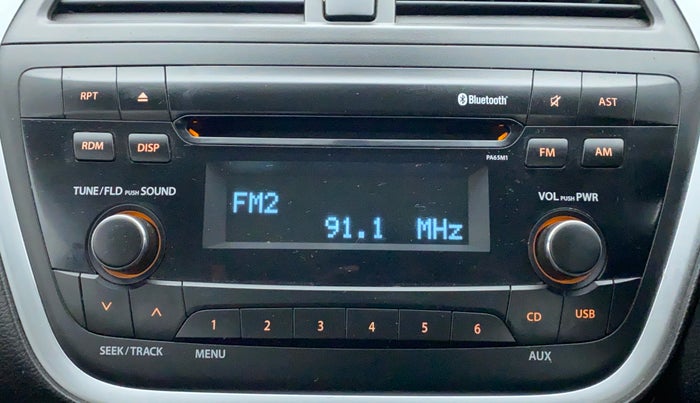 RPT
Bluetooth
AST
RDM DISP
PA65M1
FM AM
TUNE/FLD PUSH SOUND
VOL PUSH PWR
FM2
91.1 MHz
1 2 3 4 5 6
CD USB
SEEK/TRACK
MENU
AUX